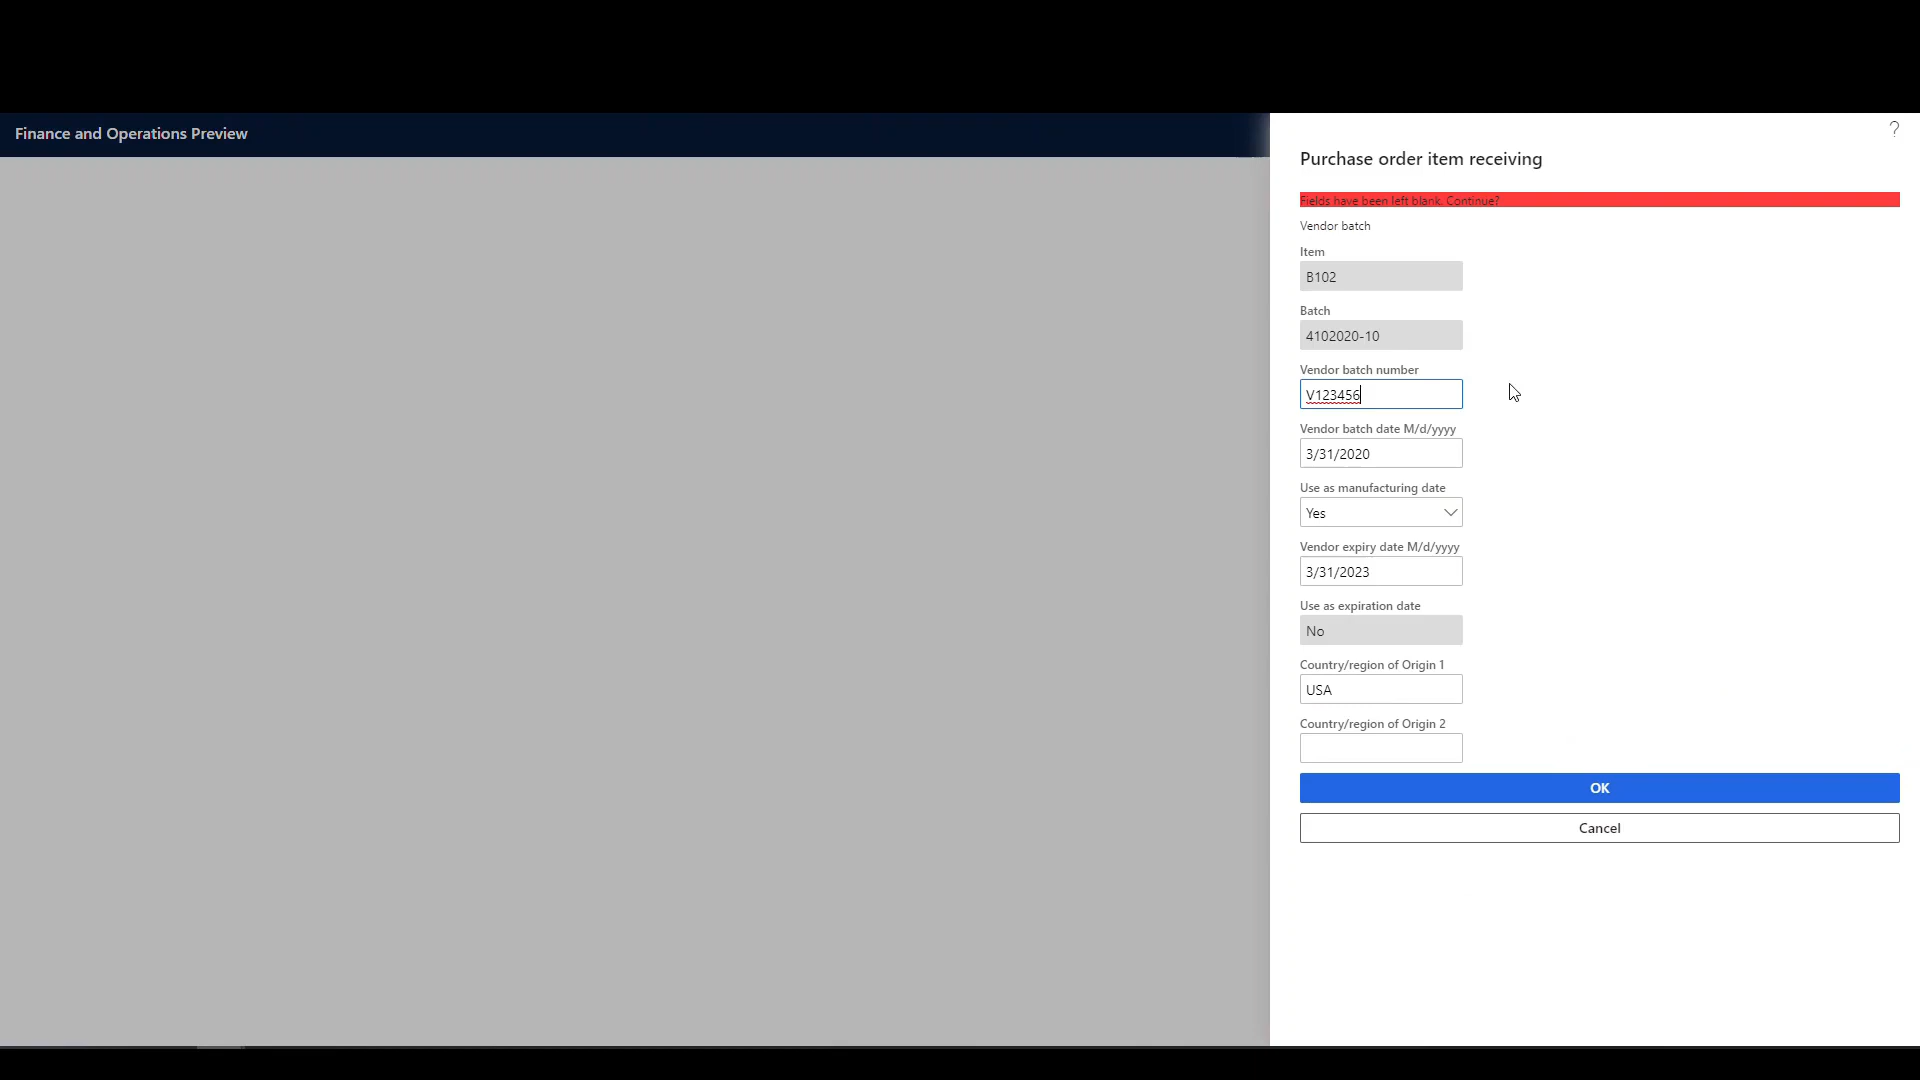 Finance and Operations Preview
?
Purchase order item receiving
Fields have been left blank. Continue?
Vendor batch
Item
B102
Batch
4102020-10
Vendor batch number
V123456
Vendor batch date M/d/yyyy
3/31/2020
Use as manufacturing date
Yes
Vendor expiry date M/d/yyyy
3/31/2023
Use as expiration date
No
Country/region of Origin 1
USA
Country/region of Origin 2
OK
Cancel